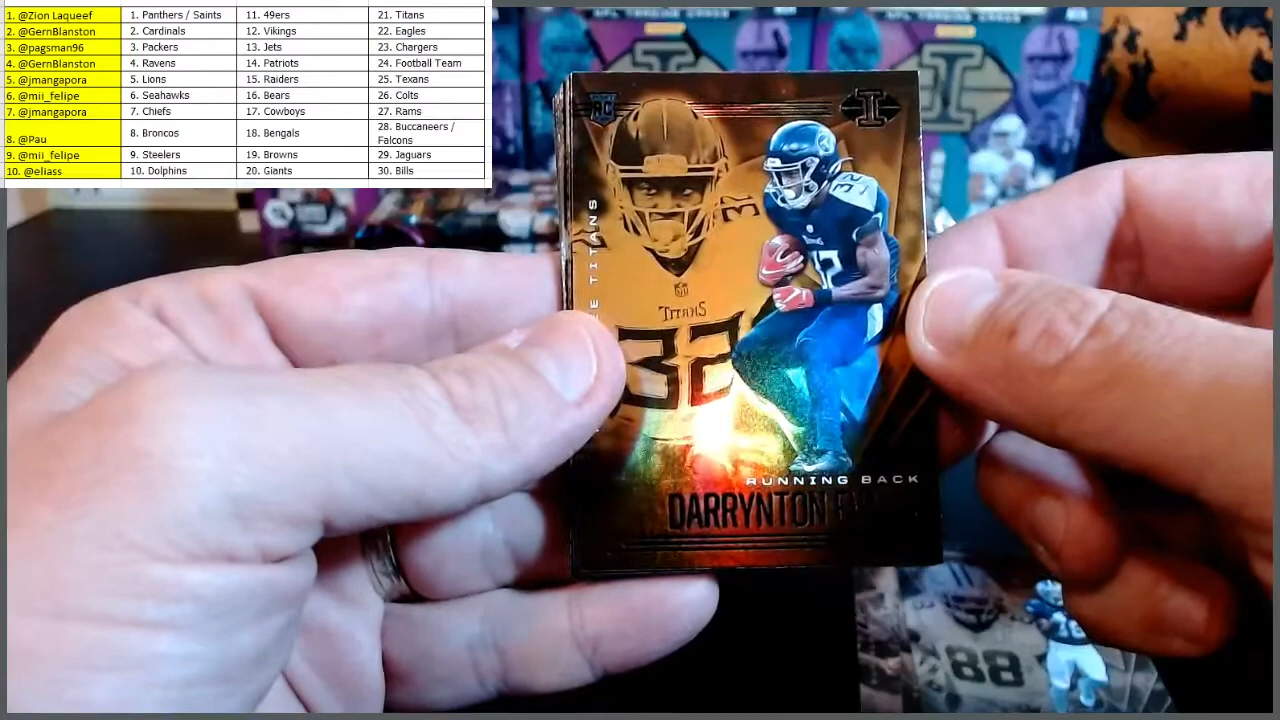 1. @Zion Laqueef 1. Panthers / Saints 11. 49ers 21. Titans
2. @GernBlanston 2. Cardinals 12. Vikings 22. Eagles
3. @pagsman96 3. Packers 13. Jets 23. Chargers
4. @GernBlanston 4. Ravens 14. Patriots 24. Football Team
5. @jmangapora 5. Lions 15. Raiders 25. Texans
6. @mii_felipe 6. Seahawks 16. Bears 26. Colts
7. @jmangapora 7. Chiefs 17. Cowboys 27. Rams
8. @Pau 8. Broncos 18. Bengals 28. Buccaneers / Falcons
9. @mii_felipe 9. Steelers 19. Browns 29. Jaguars
10. @eliass 10. Dolphins 20. Giants 30. Bills
RC
I
32
TITANS
TITANS
32
32
RUNNING BACK
DARRYNTON
88